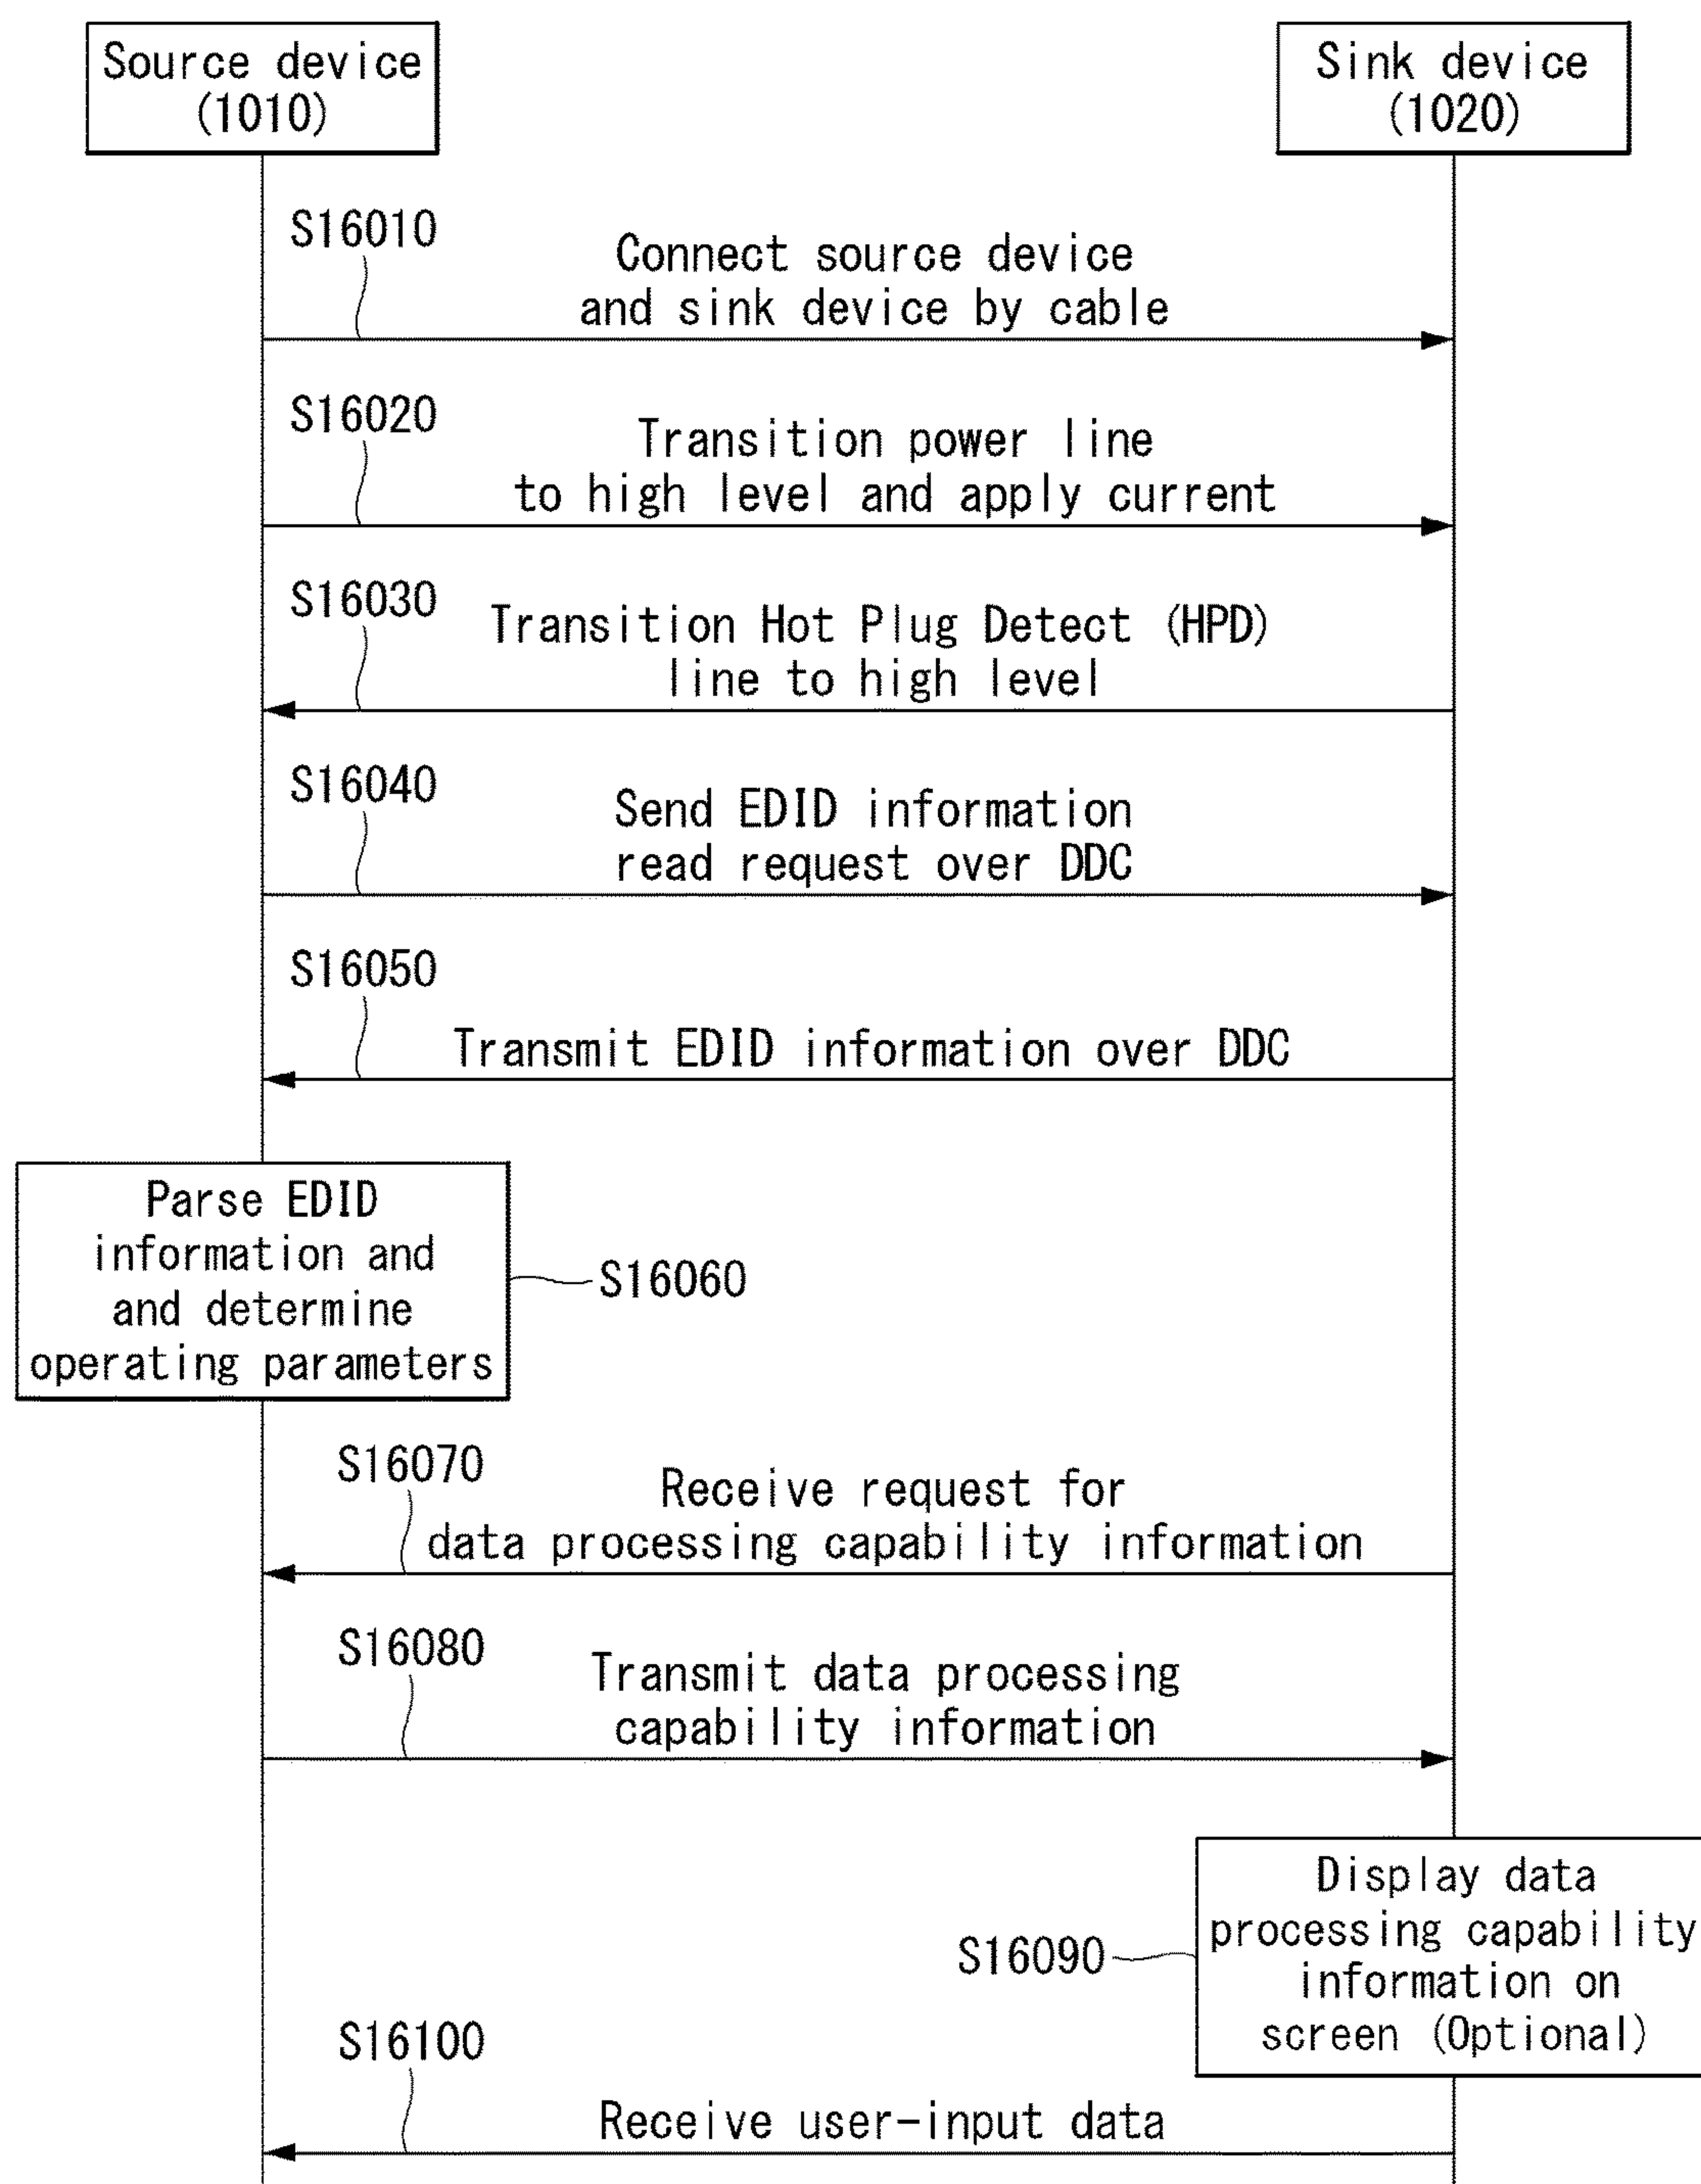 Source device
(1010)
Sink device
(1020)
S16010
Connect source device
and sink device by cable
S16020
Transition power line
to high level and apply current
S16030
Transition Hot Plug Detect (HPD)
line to high level
S16040
Send EDID information
read request over DDC
S16050
Transmit EDID information over DDC
Parse EDID
information and
and determine
operating parameters
S16060
S16070
Receive request for
data processing capability information
S16080
Transmit data processing
capability information
Display data
processing capability
information on
screen (Optional)
S16090
S16100
Receive user-input data